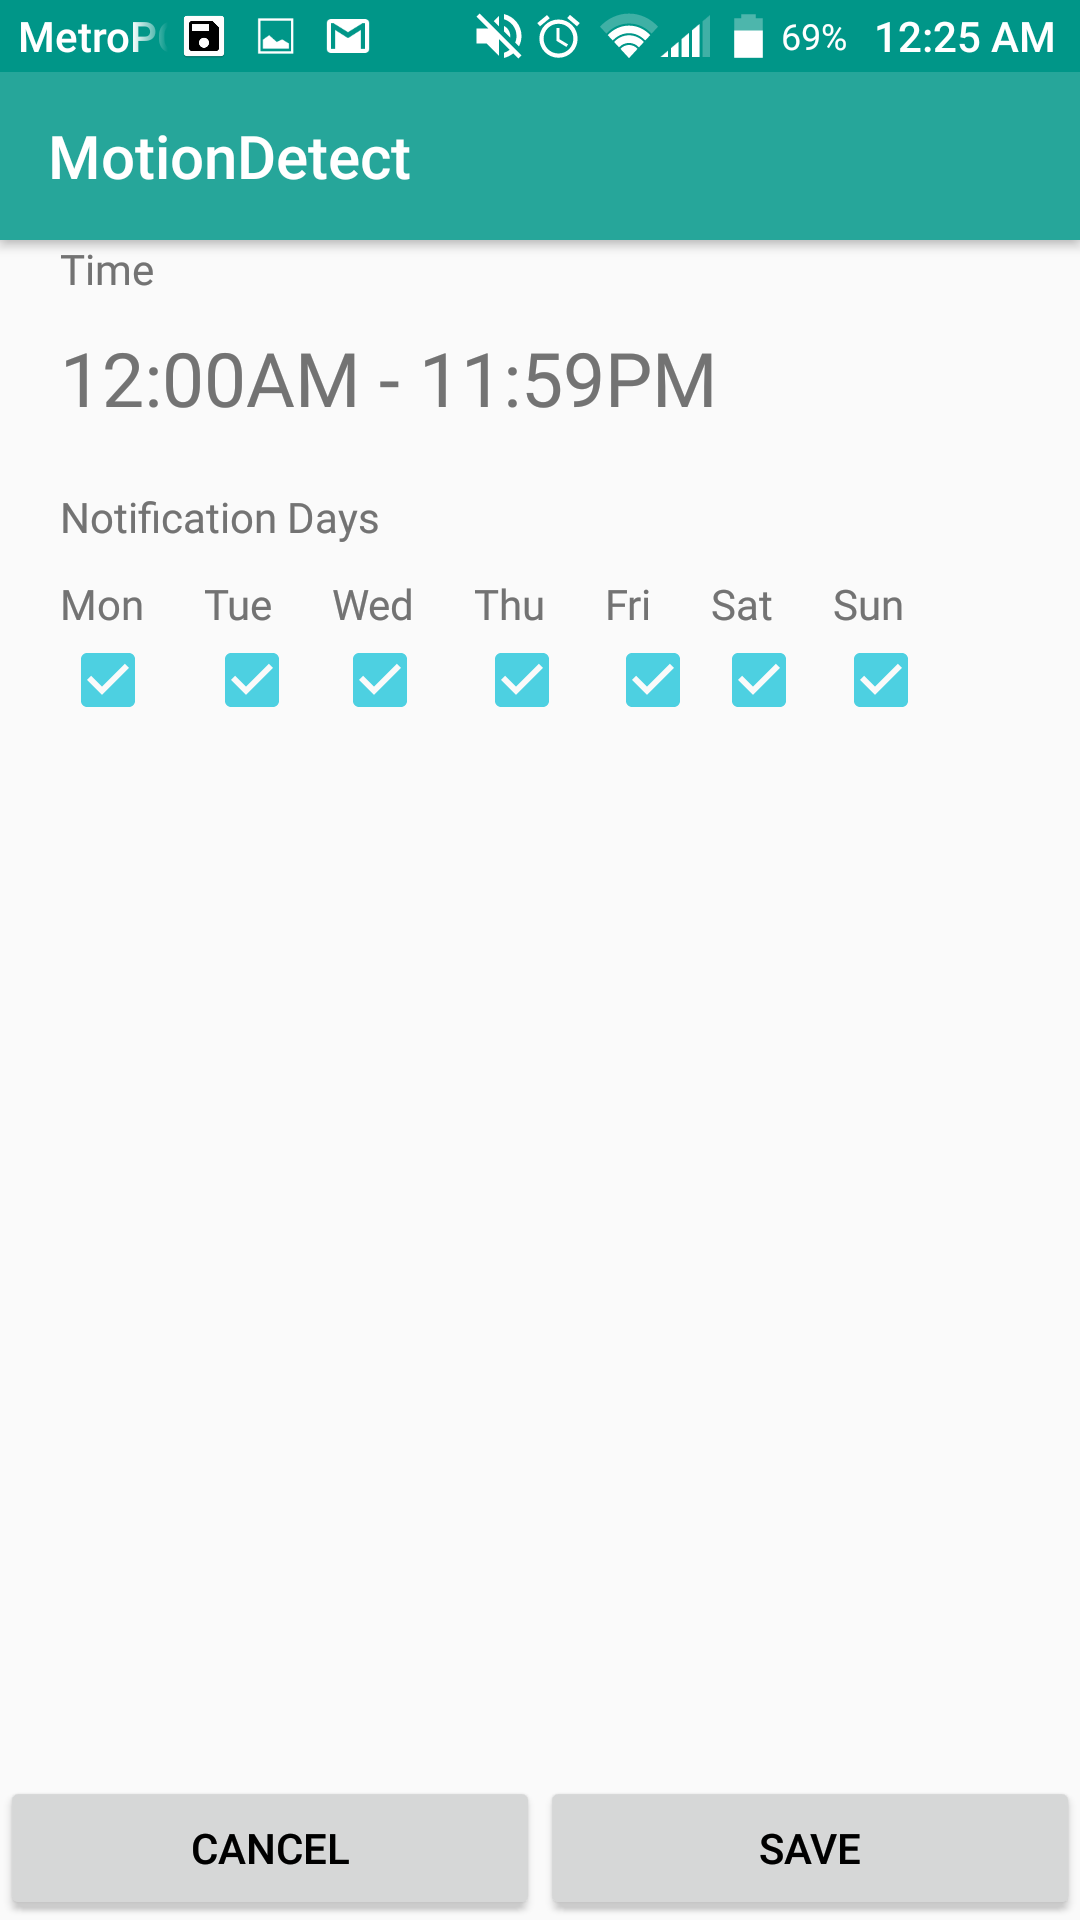 MetroP 69% 12:25 AM
MotionDetect
Time
12:00AM - 11:59PM
Notification Days
Mon Tue Wed Thu Fri Sat Sun
CANCEL SAVE